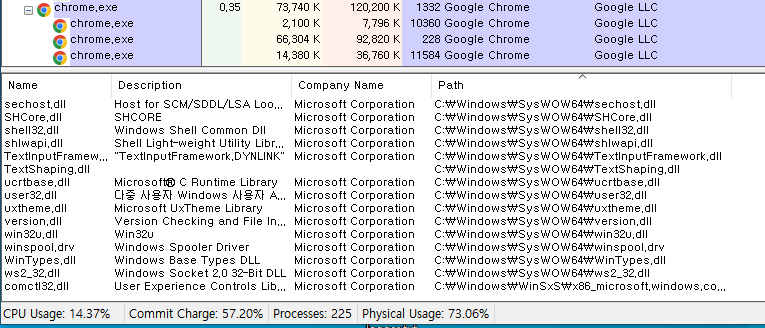 chrome,exe 0,35 73,740 K 120,200 K 1332 Google Chrome Google LLC
chrome,exe 2,100 K 7,796 K 10360 Google Chrome Google LLC
chrome,exe 66,304 K 92,820 K 228 Google Chrome Google LLC
chrome,exe 14,380 K 36,760 K 11584 Google Chrome Google LLC
Name Description Company Name Path
sechost,dll Host for SCM/SDDL/LSA Loo,,, Microsoft Corporation C:₩Windows₩SysWOW64₩sechost,dll
SHCore,dll SHCORE Microsoft Corporation C:₩Windows₩SysWOW64₩SHCore,dll
shell32,dll Windows Shell Common Dll Microsoft Corporation C:₩Windows₩SysWOW64₩shell32,dll
shlwapi,dll Shell Light-weight Utility Libr,,, Microsoft Corporation C:₩Windows₩SysWOW64₩shlwapi,dll
TextInputFramew,,, "TextInputFramework,DYNLINK" Microsoft Corporation C:₩Windows₩SysWOW64₩TextInputFramework,dll
TextShaping,dll C:₩Windows₩SysWOW64₩TextShaping,dll
ucrtbase,dll Microsoft® C Runtime Library Microsoft Corporation C:₩Windows₩SysWOW64₩ucrtbase,dll
user32,dll 다중 사용자 Windows 사용자 A,,, Microsoft Corporation C:₩Windows₩SysWOW64₩user32,dll
uxtheme,dll Microsoft UxTheme Library Microsoft Corporation C:₩Windows₩SysWOW64₩uxtheme,dll
version,dll Version Checking and File In,,, Microsoft Corporation C:₩Windows₩SysWOW64₩version,dll
win32u,dll Win32u Microsoft Corporation C:₩Windows₩SysWOW64₩win32u,dll
winspool,drv Windows Spooler Driver Microsoft Corporation C:₩Windows₩SysWOW64₩winspool,drv
WinTypes,dll Windows Base Types DLL Microsoft Corporation C:₩Windows₩SysWOW64₩WinTypes,dll
ws2_32,dll Windows Socket 2,0 32-Bit DLL Microsoft Corporation C:₩Windows₩SysWOW64₩ws2_32,dll
comctl32,dll User Experience Controls Lib,,, Microsoft Corporation C:₩Windows₩WinSxS₩x86_microsoft,windows,co,,,
CPU Usage: 14.37% Commit Charge: 57.20% Processes: 225 Physical Usage: 73.06%